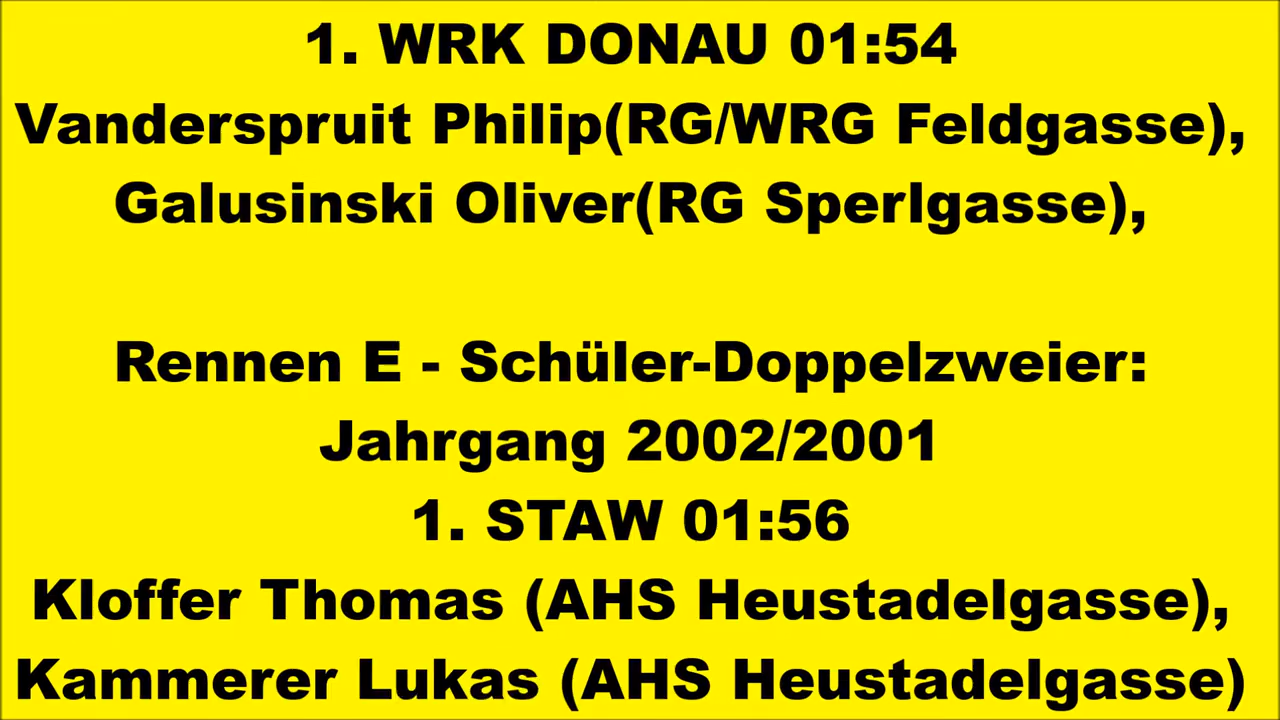 1. WRK DONAU 01:54
Vanderspruit Philip(RG/WRG Feldgasse),
Galusinski Oliver(RG Sperlgasse),
Rennen E - Schüler-Doppelzweier:
Jahrgang 2002/2001
1. STAW 01:56
Kloffer Thomas (AHS Heustadelgasse),
Kammerer Lukas (AHS Heustadelgasse)